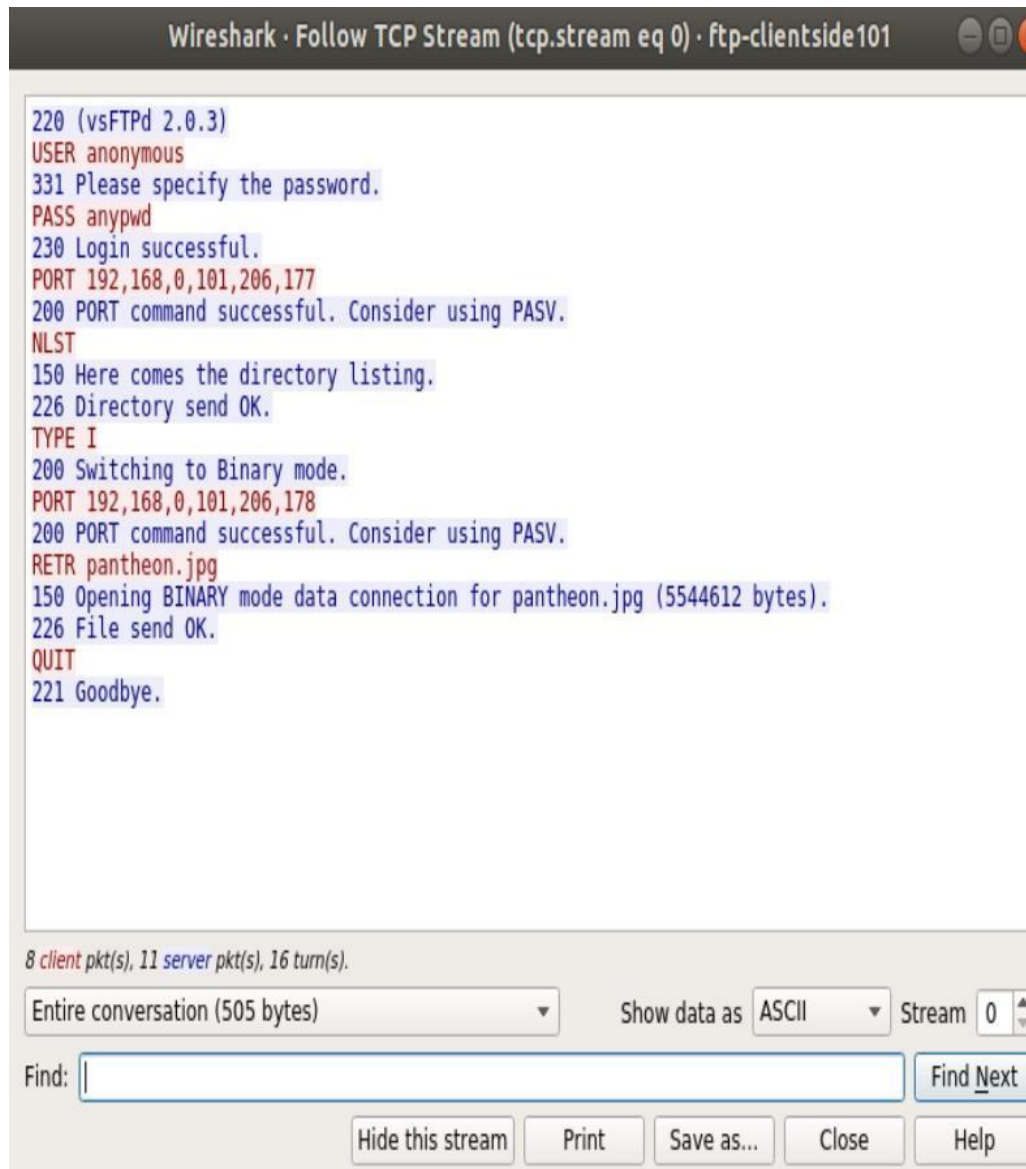 Wireshark · Follow TCP Stream (tcp.stream eq 0) · ftp-clientside101
220 (vsFTPd 2.0.3)
USER anonymous
331 Please specify the password.
PASS anypwd
230 Login successful.
PORT 192,168,0,101,206,177
200 PORT command successful. Consider using PASV.
NLST
150 Here comes the directory listing.
226 Directory send OK.
TYPE I
200 Switching to Binary mode.
PORT 192,168,0,101,206,178
200 PORT command successful. Consider using PASV.
RETR pantheon.jpg
150 Opening BINARY mode data connection for pantheon.jpg (5544612 bytes).
226 File send OK.
QUIT
221 Goodbye.
8 client pkt(s), 11 server pkt(s), 16 turn(s).
Entire conversation (505 bytes) Show data as ASCII Stream 0
Find: Find Next
Hide this stream Print Save as... Close Help